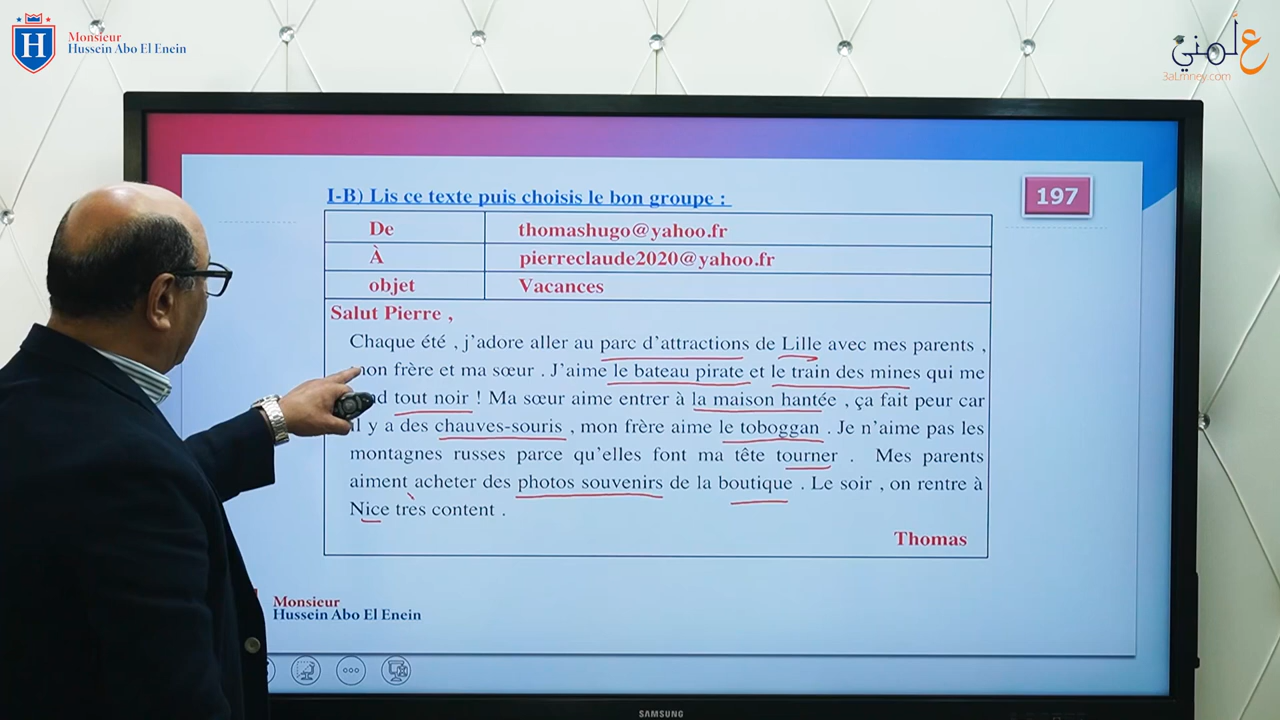 Monsieur
Hussein Abo El Enein
علمني
3aLmney.com
I-B) Lis ce texte puis choisis le bon groupe :
197
De thomashugo@yahoo.fr
À pierreclaude2020@yahoo.fr
objet Vacances
Salut Pierre ,
Chaque été , j'adore aller au parc d'attractions de Lille avec mes parents ,
mon frère et ma sœur . J'aime le bateau pirate et le train des mines qui me
tout noir ! Ma sœur aime entrer à la maison hantée , ça fait peur car
il y a des chauves-souris , mon frère aime le toboggan . Je n'aime pas les
montagnes russes parce qu'elles font ma tête tourner . Mes parents
aiment acheter des photos souvenirs de la boutique . Le soir , on rentre à
Nice très content .
Thomas
Monsieur
Hussein Abo El Enein
SAMSUNG